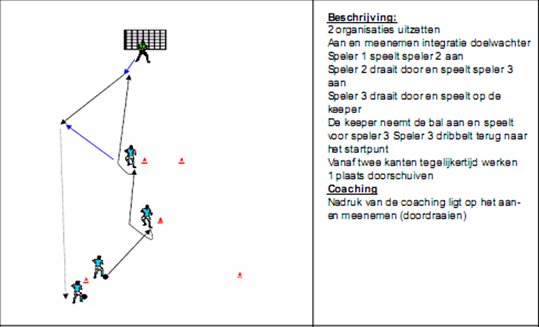 Beschrijving:
2 organisaties uitzetten
Aan en meenemen integratie doelwachter
Speler 1 speelt speler 2 aan
Speler 2 draait door en speelt speler 3
aan
Speler 3 draait door en speelt op de
keeper
De keeper neemt de bal aan en speelt
voor speler 3 Speler 3 dribbelt terug naar
het startpunt
Vanaf twee kanten tegelijkertijd werken
1 plaats doorschuiven
Coaching
Nadruk van de coaching ligt op het aan-
en meenemen (doordraaien)